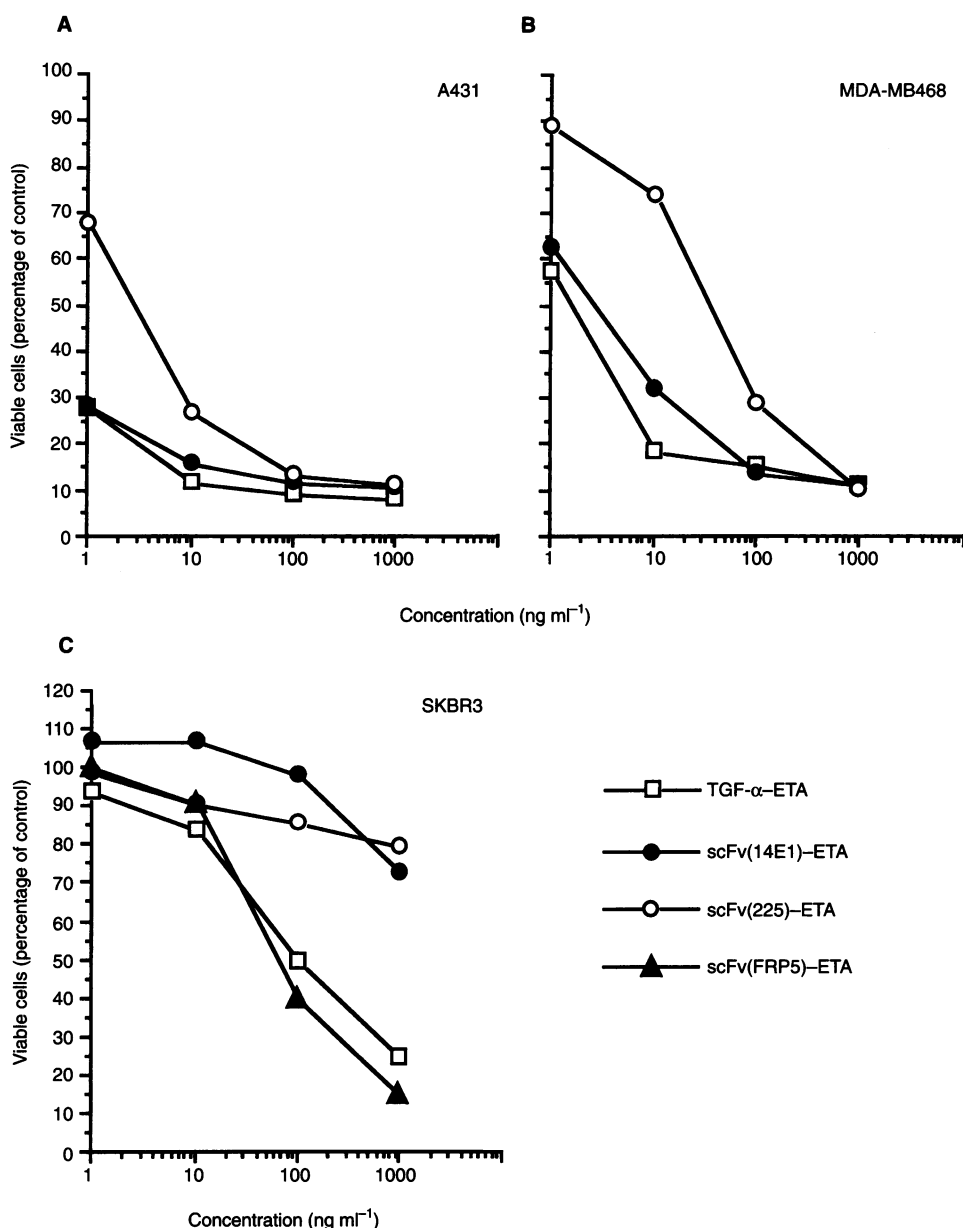 A
A431
100
90
80
70
60
50
40
30
20
10
0
1 10 100 1000
Viable cells (percentage of control)
B
MDA-MB468
1 10 100 1000
Concentration (ng ml⁻¹)
C
SKBR3
120
110
100
90
80
70
60
50
40
30
20
10
0
1 10 100 1000
Viable cells (percentage of control)
Concentration (ng ml⁻¹)
TGF-α–ETA
scFv(14E1)–ETA
scFv(225)–ETA
scFv(FRP5)–ETA